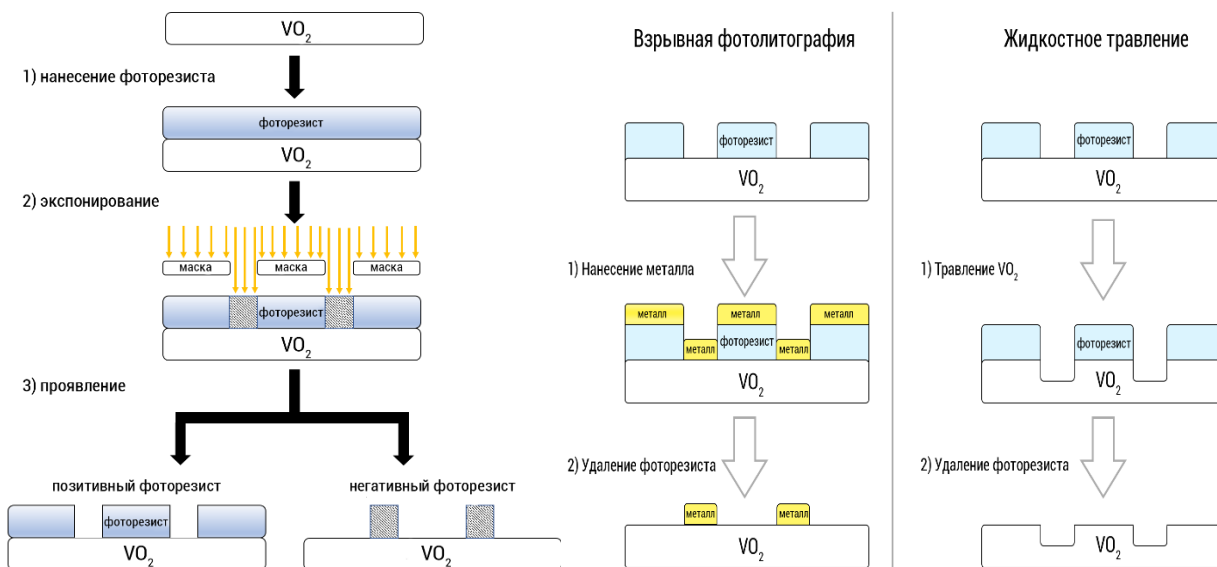 VO2
1) нанесение фоторезиста
фоторезист
VO2
2) экспонирование
маска маска маска
фоторезист
VO2
3) проявление
позитивный фоторезист
фоторезист
VO2
негативный фоторезист
VO2
Взрывная фотолитография
фоторезист
VO2
1) Нанесение металла
металл металл металл
металл фоторезист металл
VO2
2) Удаление фоторезиста
металл металл
VO2
Жидкостное травление
фоторезист
VO2
1) Травление VO2
фоторезист
VO2
2) Удаление фоторезиста
VO2